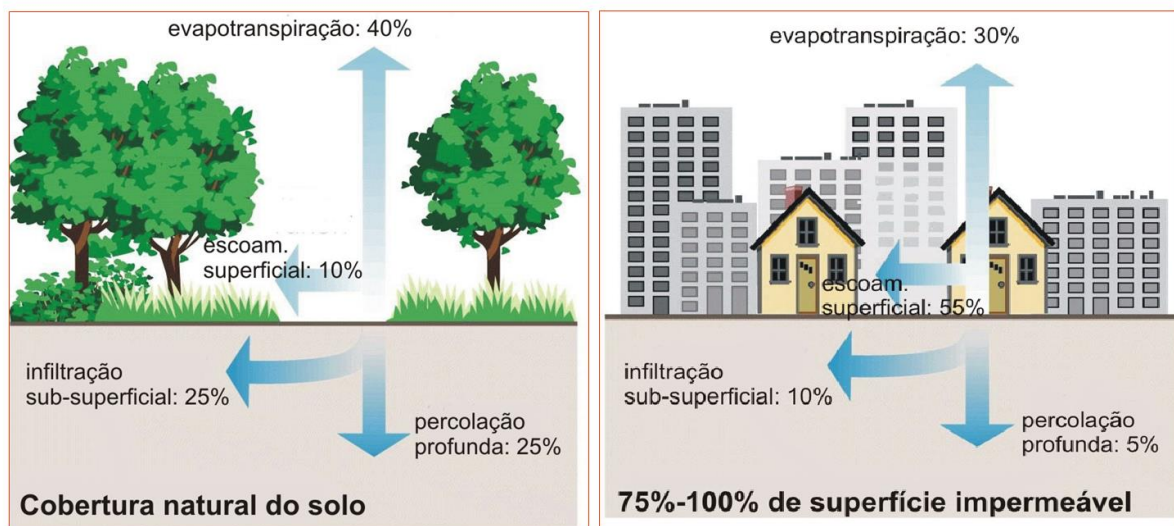 evapotranspiração: 40%
escoam.
superficial: 10%
infiltração
sub-superficial: 25%
percolação
profunda: 25%
Cobertura natural do solo
evapotranspiração: 30%
escoam.
superficial: 55%
infiltração
sub-superficial: 10%
percolação
profunda: 5%
75%-100% de superfície impermeável